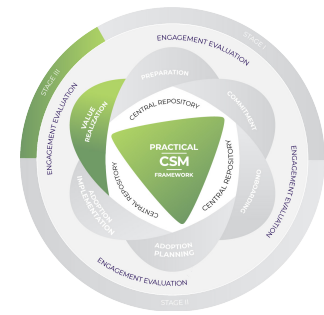 STAGE I
ENGAGEMENT EVALUATION
PREPARATION
COMMITMENT
ONBOARDING
ENGAGEMENT EVALUATION
ADOPTION
PLANNING
ENGAGEMENT EVALUATION
STAGE II
ADOPTION
IMPLEMENTATION
VALUE
REALIZATION
ENGAGEMENT EVALUATION
STAGE III
CENTRAL REPOSITORY
CENTRAL REPOSITORY
CENTRAL REPOSITORY
PRACTICAL
CSM
FRAMEWORK